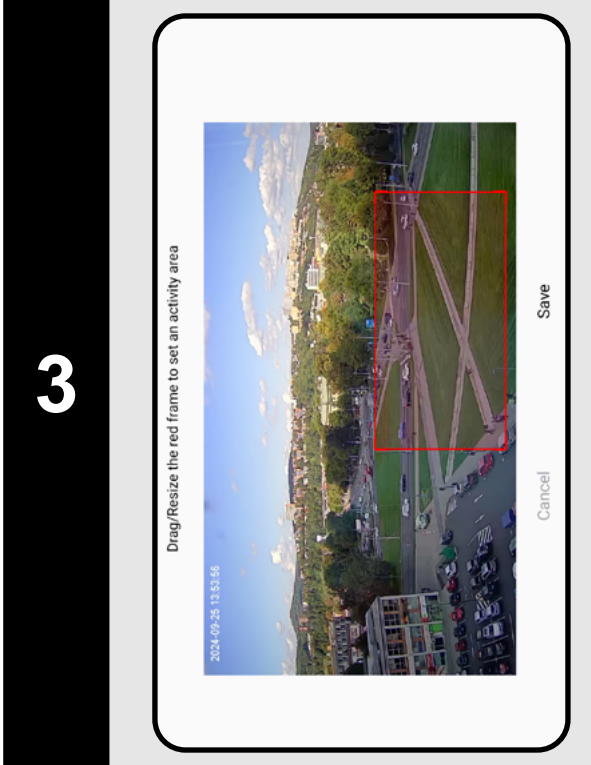 3
Drag/Resize the red frame to set an activity area
2024-09-25 13:53:56
Cancel
Save